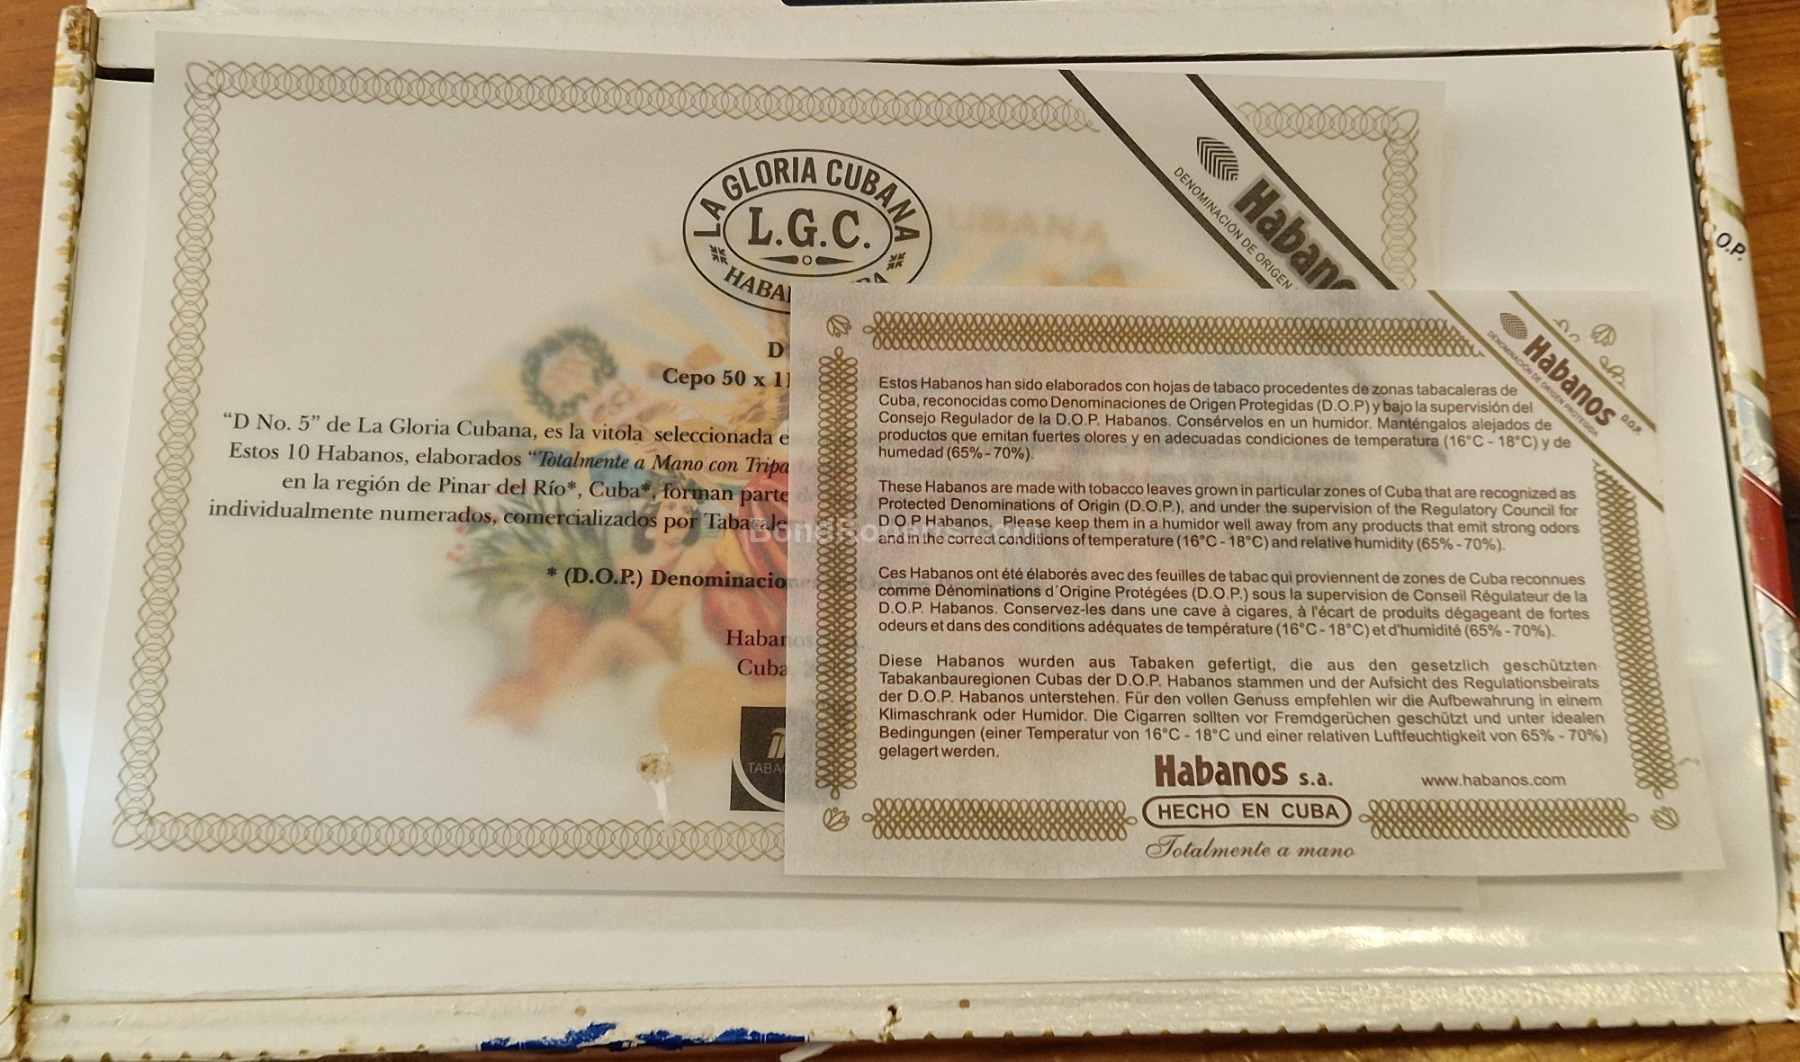 LA GLORIA CUBANA
L.G.C.
DENOMINACIÓN DE ORIGEN
D
Cepo 50 x 11
“D No. 5” de La Gloria Cubana, es la vitola seleccionada e
Estos 10 Habanos, elaborados “Totalmente a Mano con Tripa
en la región de Pinar del Río*, Cuba*, forman parte
individualmente numerados, comercializados por Tabacale
* (D.O.P.) Denominacio
Cuba
O.P.
Habanos
DENOMINACIÓN DE ORIGEN PROTEGIDA
D.O.P.
Estos Habanos han sido elaborados con hojas de tabaco procedentes de zonas tabacaleras de
Cuba, reconocidas como Denominaciones de Origen Protegidas (D.O.P) y bajo la supervisión del
Consejo Regulador de la D.O.P. Habanos. Consérvelos en un humidor. Manténgalos alejados de
productos que emitan fuertes olores y en adecuadas condiciones de temperatura (16°C - 18°C) y de
humedad (65% - 70%).
These Habanos are made with tobacco leaves grown in particular zones of Cuba that are recognized as
Protected Denominations of Origin (D.O.P.), and under the supervision of the Regulatory Council for
D.O.P Habanos. Please keep them in a humidor well away from any products that emit strong odors
and in the correct conditions of temperature (16°C - 18°C) and relative humidity (65% - 70%).
Ces Habanos ont été élaborés avec des feuilles de tabac qui proviennent de zones de Cuba reconnues
comme Dénominations d´Origine Protégées (D.O.P.) sous la supervision de Conseil Régulateur de la
D.O.P. Habanos. Conservez-les dans une cave à cigares, à l'écart de produits dégageant de fortes
odeurs et dans des conditions adéquates de température (16°C - 18°C) et d'humidité (65% - 70%).
Diese Habanos wurden aus Tabaken gefertigt, die aus den gesetzlich geschützten
Tabakanbauregionen Cubas der D.O.P. Habanos stammen und der Aufsicht des Regulationsbeirats
der D.O.P. Habanos unterstehen. Für den vollen Genuss empfehlen wir die Aufbewahrung in einem
Klimaschrank oder Humidor. Die Cigarren sollten vor Fremdgerüchen geschützt und unter idealen
Bedingungen (einer Temperatur von 16°C - 18°C und einer relativen Luftfeuchtigkeit von 65% - 70%)
gelagert werden.
Habanos s.a.
www.habanos.com
HECHO EN CUBA
Totalmente a mano